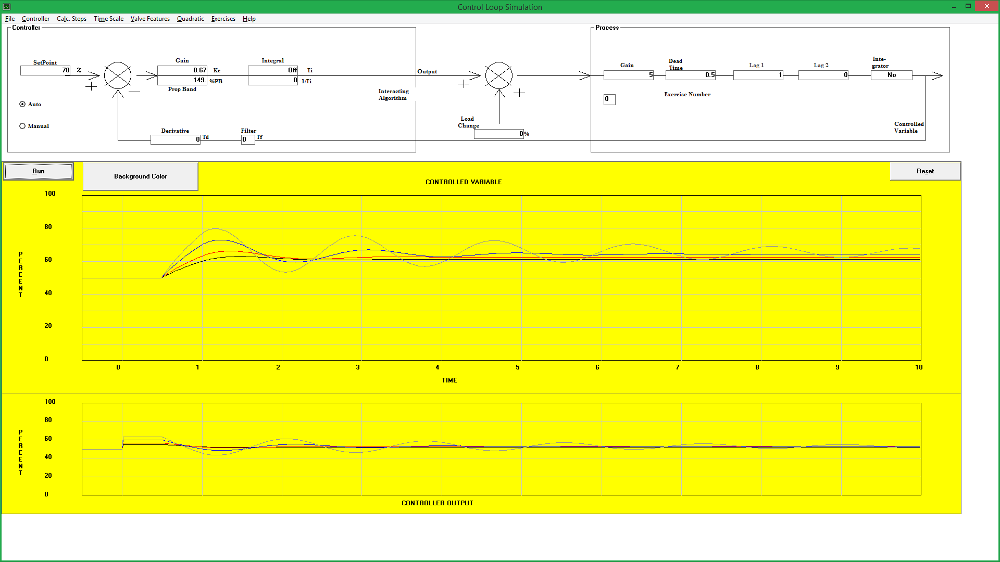 Control Loop Simulation
File Controller Calc. Steps Time Scale Valve Features Quadratic Exercises Help
Controller
Process
SetPoint
70 %
Gain
0.67 Kc
149. %PB
Prop Band
Integral
Off Ti
0 1/Ti
Output
Interacting
Algorithm
Auto
Manual
Derivative
0 Td
Filter
0 Tf
Load
Change
0 %
Gain
5
Dead
Time
0.5
Lag 1
1
Lag 2
0
Inte-
grator
No
0
Exercise Number
Controlled
Variable
Run
Background Color
Reset
CONTROLLED VARIABLE
100
80
60
40
20
0
PERCENT
0 1 2 3 4 5 6 7 8 9 10
TIME
100
80
60
40
20
0
PERCENT
CONTROLLER OUTPUT